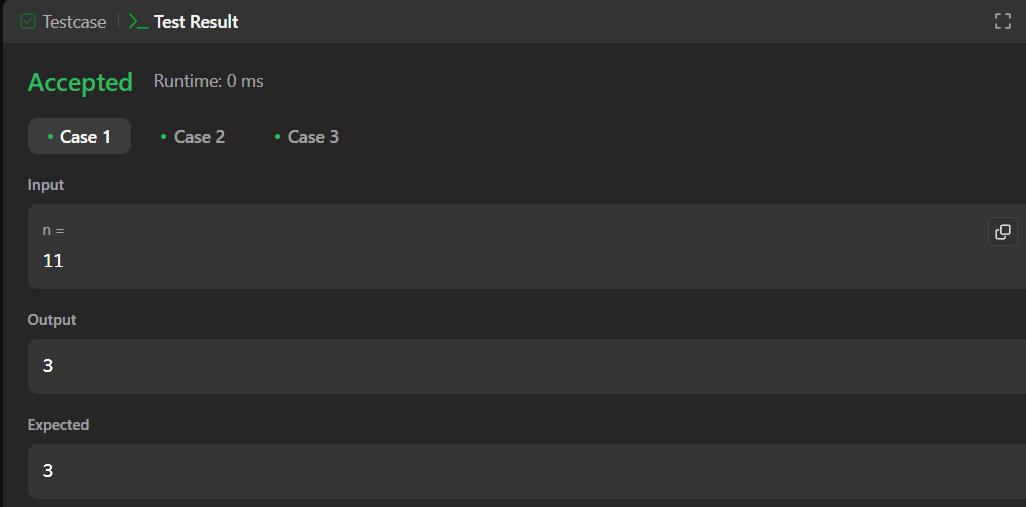 Testcase Test Result
Accepted Runtime: 0 ms
Case 1 Case 2 Case 3
Input
n =
11
Output
3
Expected
3